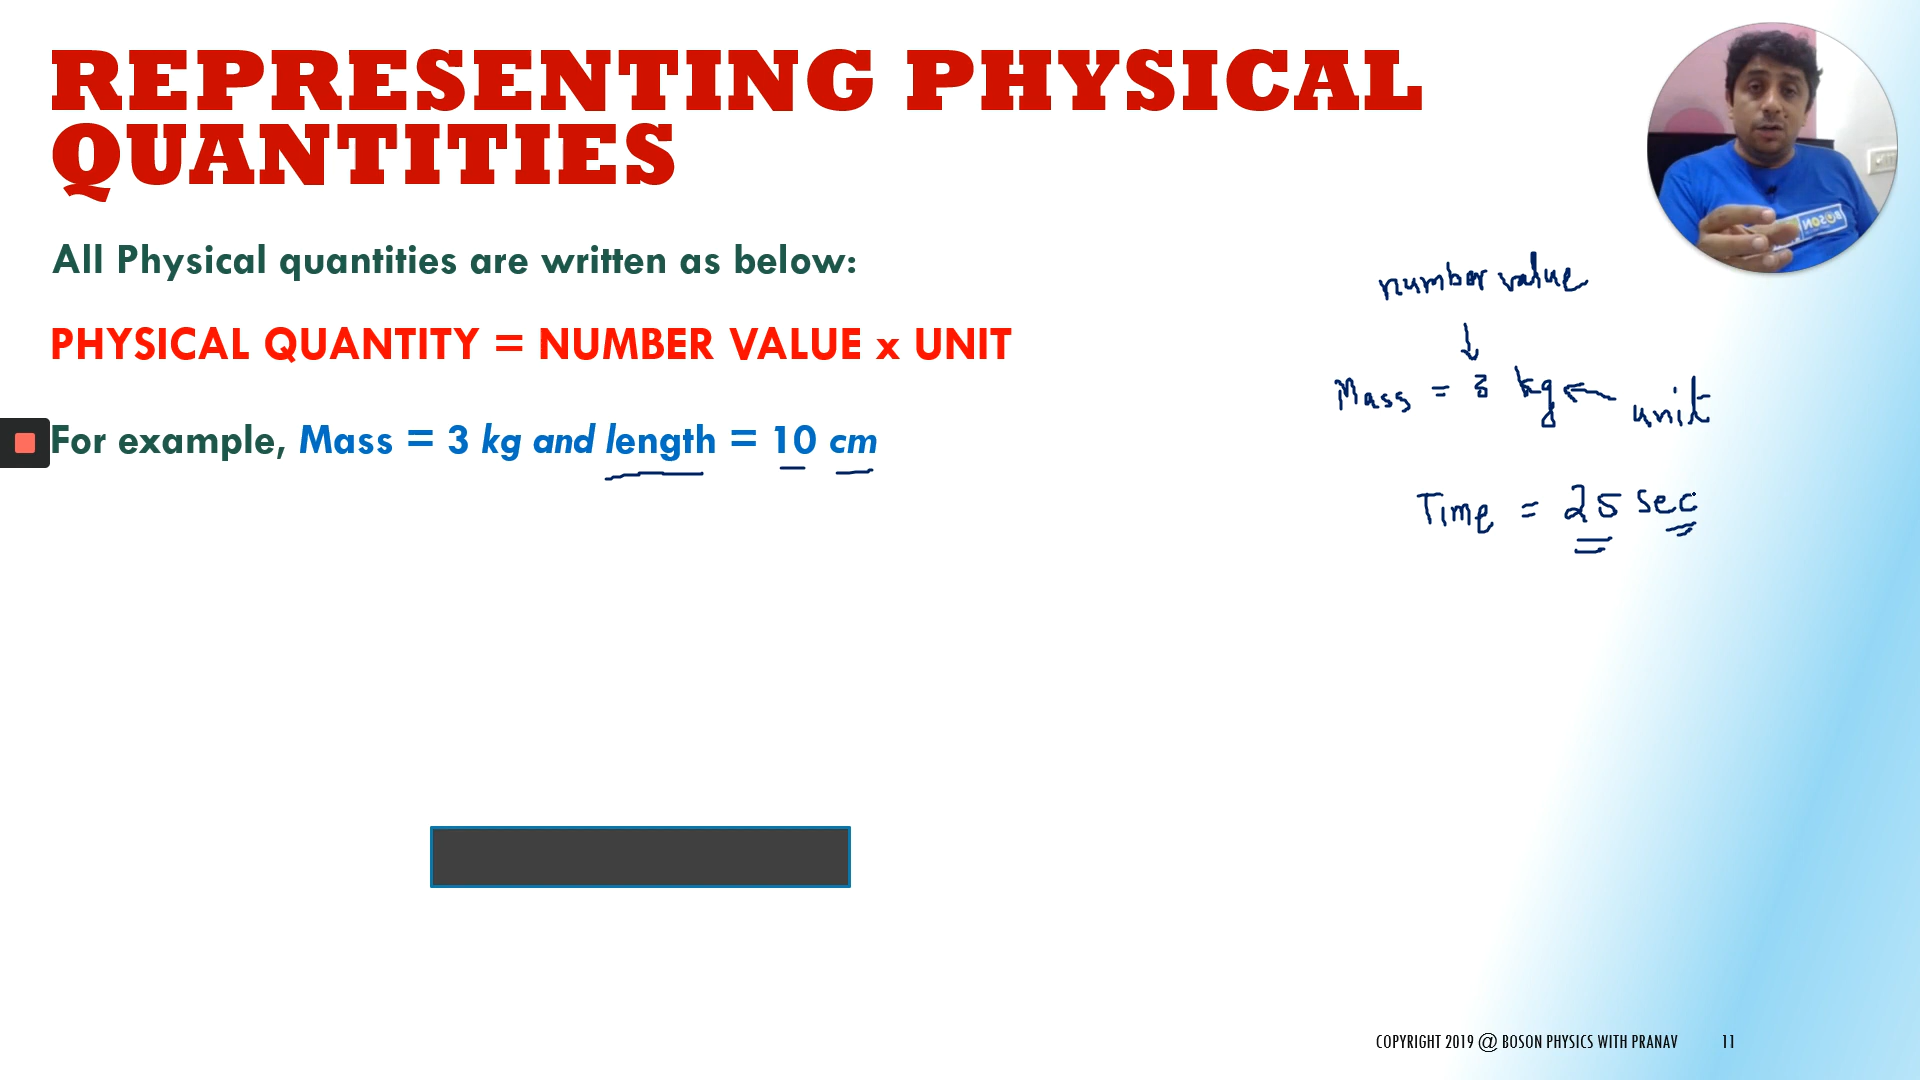 REPRESENTING PHYSICAL
QUANTITIES
All Physical quantities are written as below:
PHYSICAL QUANTITY = NUMBER VALUE x UNIT
For example, Mass = 3 kg and length = 10 cm
number value
Mass = 3 kg
unit
Time = 25 sec
BOSON
COPYRIGHT 2019 @ BOSON PHYSICS WITH PRANAV
11